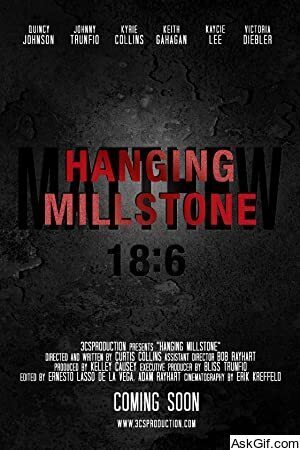 QUINCY JOHNSON
JOHNNY TRUNFIO
KYRIE COLLINS
KEITH GAHAGAN
KAYCIE LEE
VICTORIA DIEBLER
MATTHEW
HANGING
MILLSTONE
18:6
3CSPRODUCTION PRESENTS "HANGING MILLSTONE"
DIRECTED AND WRITTEN BY CURTIS COLLINS ASSISTANT DIRECTOR BOB RAYHART
PRODUCED BY KELLEY CAUSEY EXECUTIVE PRODUCER BY BLISS TRUNFIO
EDITED BY ERNESTO LASSO DE LA VEGA, ADAM RAYHART CINEMATOGRAPHY BY ERIK KREFFELD
COMING SOON
WWW.3CSPRODUCTION.COM
AskGif.com